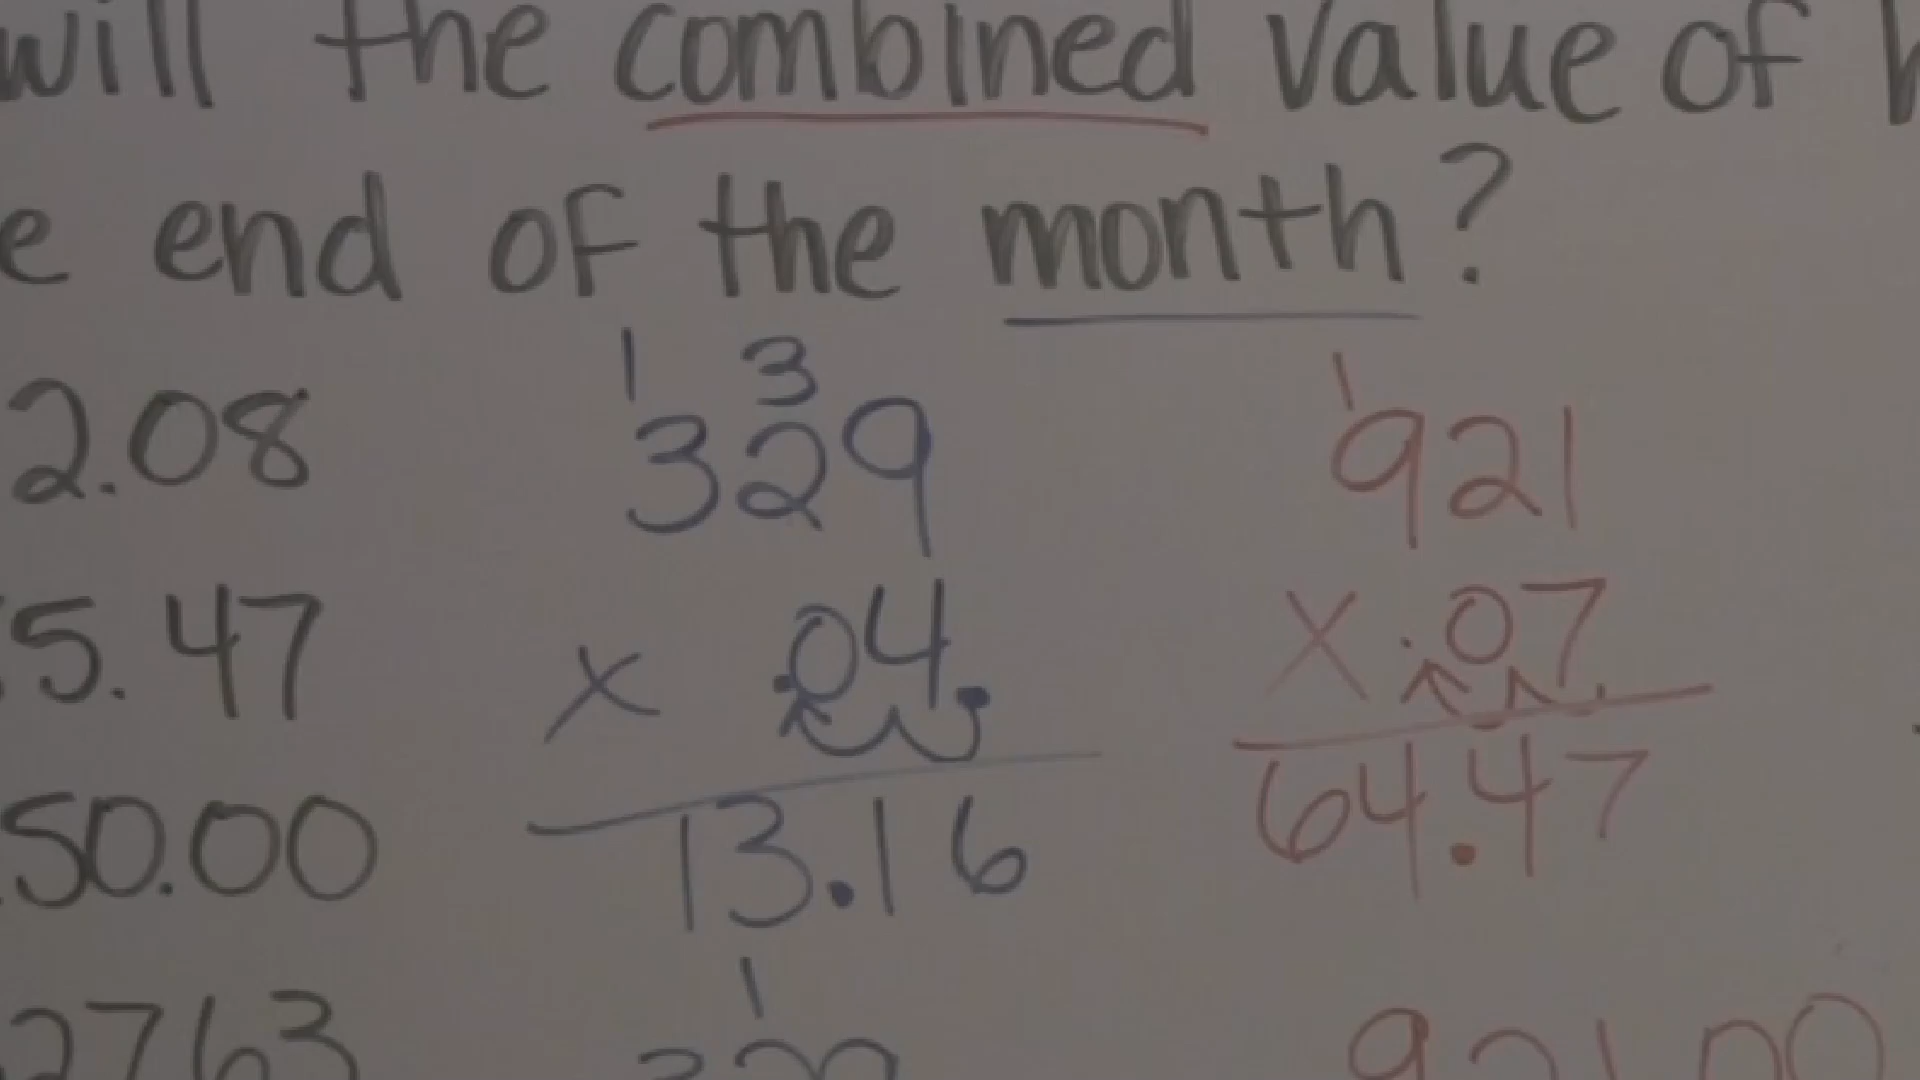 will the combined value of
e end of the month?
1 3
1
2.08 329 921
5.47 x .04. x .07
50.00 13.16 64.47
1
2763 921.00